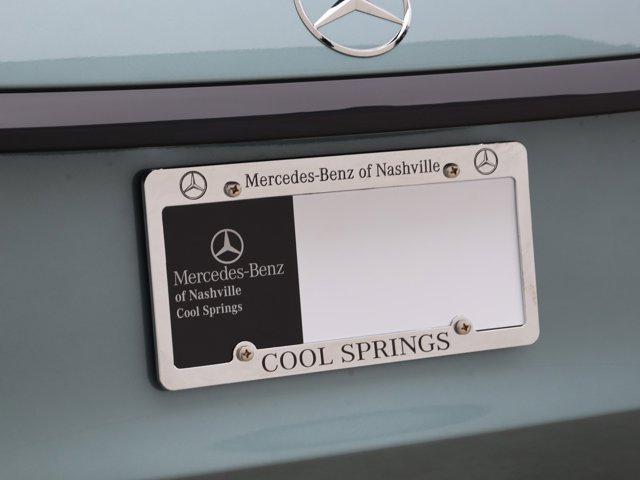 Mercedes-Benz of Nashville
Mercedes-Benz
of Nashville
Cool Springs
COOL SPRINGS